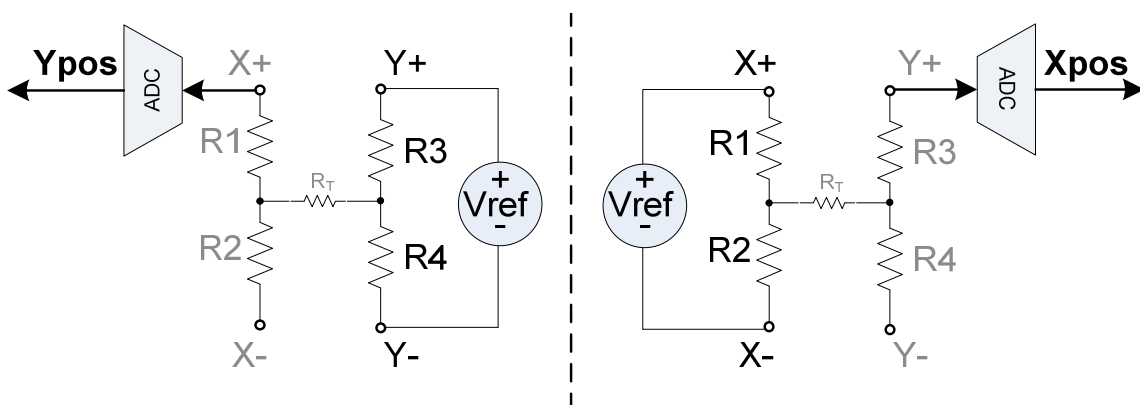 Ypos
ADC
X+
Y+
R1
R3
RT
+
Vref
-
R2
R4
X-
Y-
X+
Y+
ADC
Xpos
R1
R3
RT
+
Vref
-
R2
R4
X-
Y-